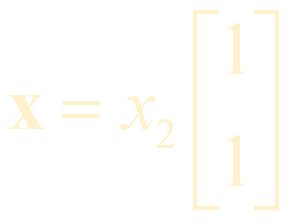 x = x₂ [1
1]